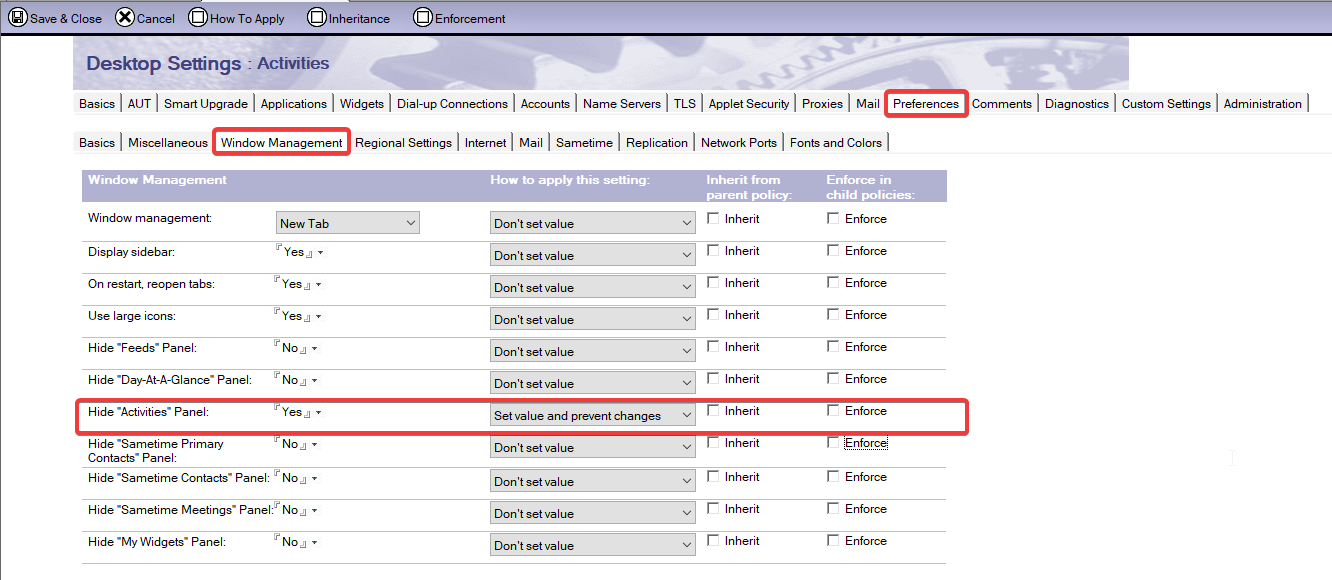 Save & Close Cancel How To Apply Inheritance Enforcement
Desktop Settings : Activities
Basics AUT Smart Upgrade Applications Widgets Dial-up Connections Accounts Name Servers TLS Applet Security Proxies Mail Preferences Comments Diagnostics Custom Settings Administration
Basics Miscellaneous Window Management Regional Settings Internet Mail Sametime Replication Network Ports Fonts and Colors
Window Management How to apply this setting: Inherit from Enforce in
parent policy: child policies:
Window management: New Tab Don't set value Inherit Enforce
Display sidebar: Yes Don't set value Inherit Enforce
On restart, reopen tabs: Yes Don't set value Inherit Enforce
Use large icons: Yes Don't set value Inherit Enforce
Hide "Feeds" Panel: No Don't set value Inherit Enforce
Hide "Day-At-A-Glance" Panel: No Don't set value Inherit Enforce
Hide "Activities" Panel: Yes Set value and prevent changes Inherit Enforce
Hide "Sametime Primary No Don't set value Inherit Enforce
Contacts" Panel:
Hide "Sametime Contacts" Panel: No Don't set value Inherit Enforce
Hide "Sametime Meetings" Panel: No Don't set value Inherit Enforce
Hide "My Widgets" Panel: No Don't set value Inherit Enforce